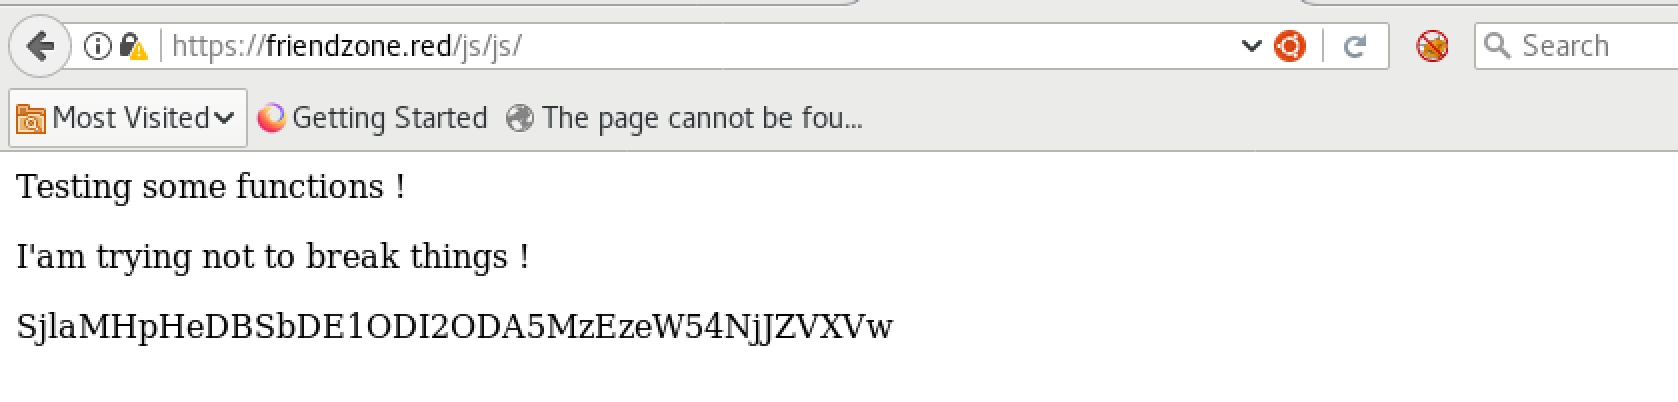 https://friendzone.red/js/js/
Search
Most Visited
Getting Started
The page cannot be fou...
Testing some functions !
I'am trying not to break things !
SjlaMHpHeDBSbDE1ODI2ODA5MzEzeW54NjJZVXVw